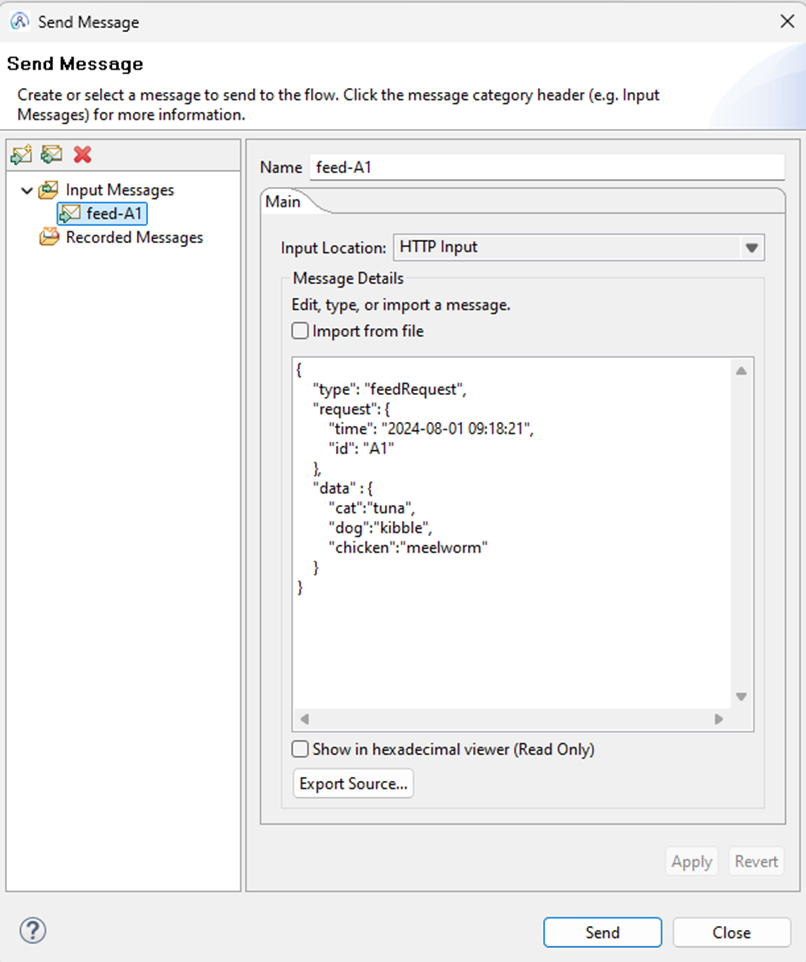 Send Message
Send Message
Create or select a message to send to the flow. Click the message category header (e.g. Input
Messages) for more information.
Input Messages
feed-A1
Recorded Messages
Name feed-A1
Main
Input Location: HTTP Input
Message Details
Edit, type, or import a message.
Import from file
{
"type": "feedRequest",
"request": {
"time": "2024-08-01 09:18:21",
"id": "A1"
},
"data" : {
"cat":"tuna",
"dog":"kibble",
"chicken":"meelworm"
}
}
Show in hexadecimal viewer (Read Only)
Export Source...
Apply Revert
? Send Close